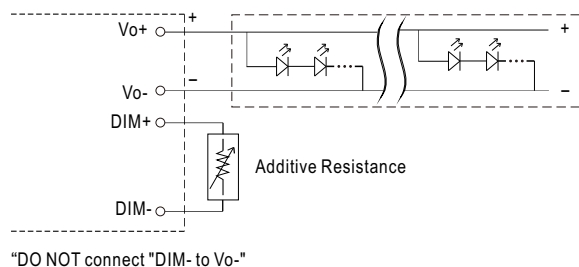 Vo+
+
+
Vo-
−
−
DIM+
Additive Resistance
DIM-
“DO NOT connect "DIM- to Vo-"